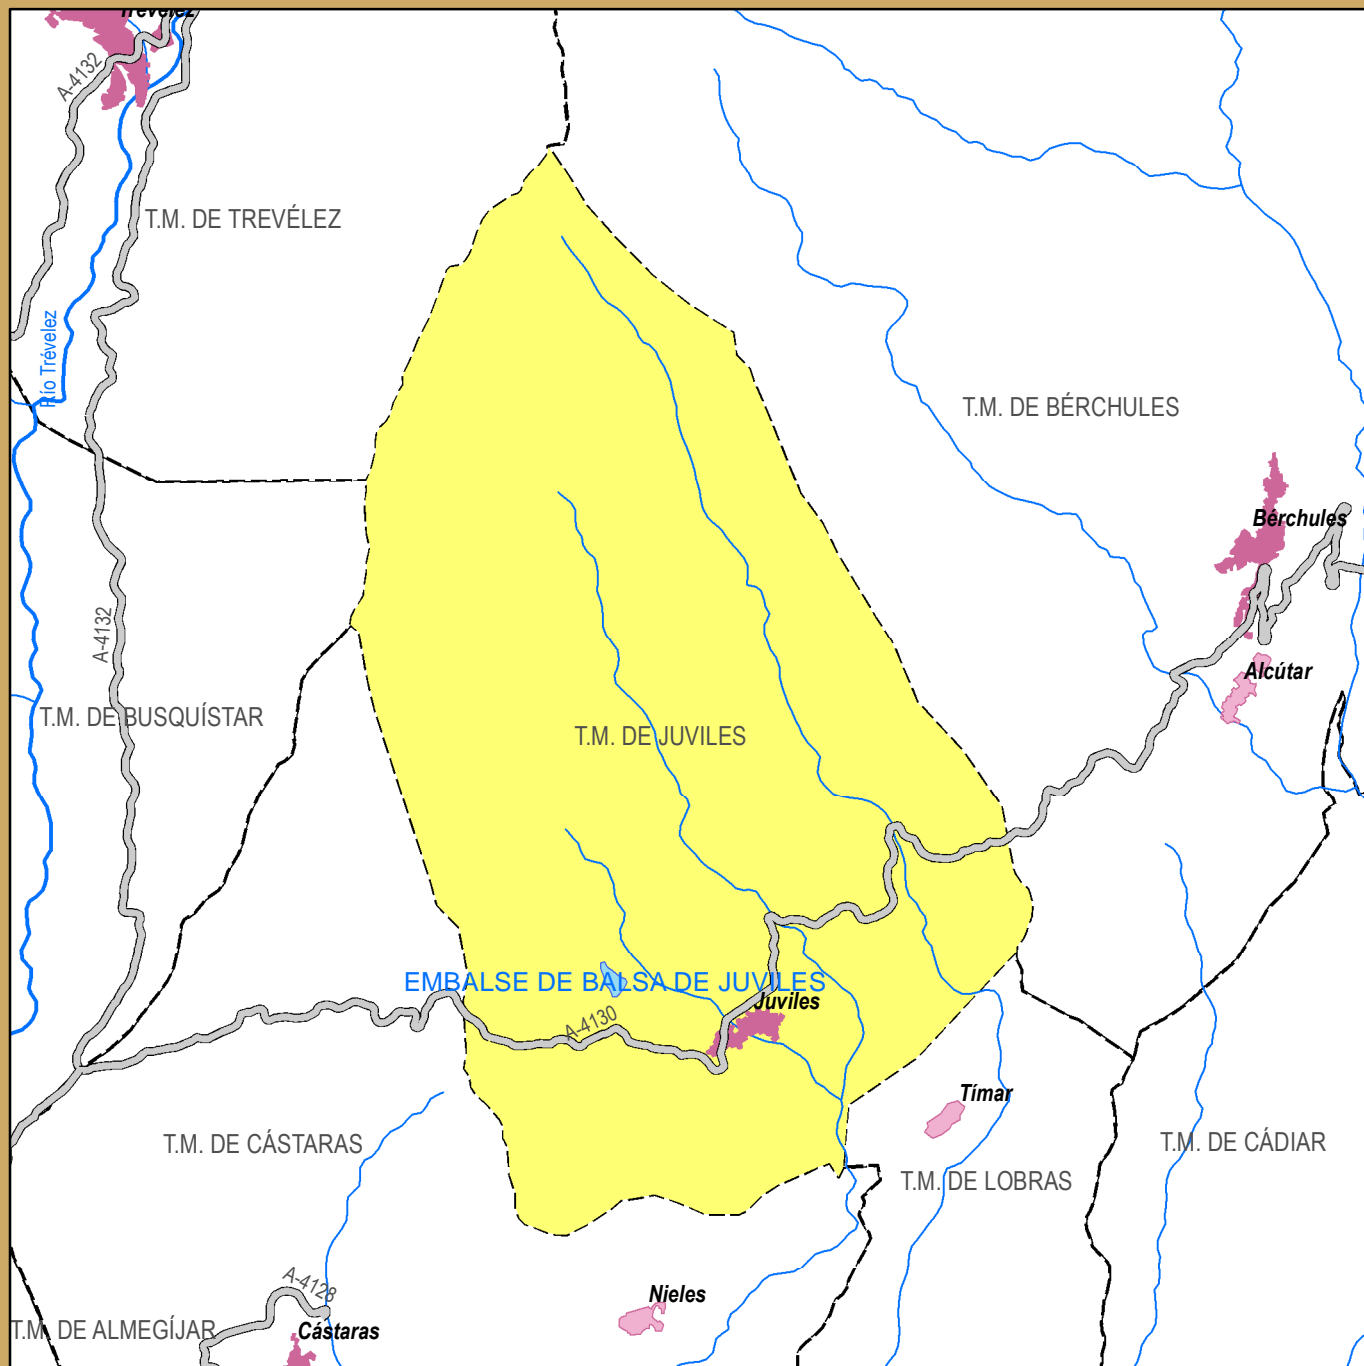 Trevélez
A-4132
T.M. DE TREVÉLEZ
Río Trévelez
T.M. DE BÉRCHULES
Bérchules
A-4132
Alcútar
T.M. DE BUSQUÍSTAR
T.M. DE JUVILES
EMBALSE DE BALSA DE JUVILES
Juviles
A-4130
Tímar
T.M. DE CÁSTARAS
T.M. DE CÁDIAR
T.M. DE LOBRAS
A-4128
Nieles
T.M. DE ALMEGÍJAR
Cástaras